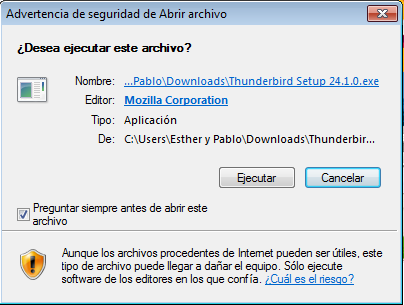 Advertencia de seguridad de Abrir archivo
¿Desea ejecutar este archivo?
Nombre: ...Pablo\Downloads\Thunderbird Setup 24.1.0.exe
Editor: Mozilla Corporation
Tipo: Aplicación
De: C:\Users\Esther y Pablo\Downloads\Thunderbir...
Ejecutar Cancelar
Preguntar siempre antes de abrir este
archivo
Aunque los archivos procedentes de Internet pueden ser útiles, este
tipo de archivo puede llegar a dañar el equipo. Sólo ejecute
software de los editores en los que confía. ¿Cuál es el riesgo?